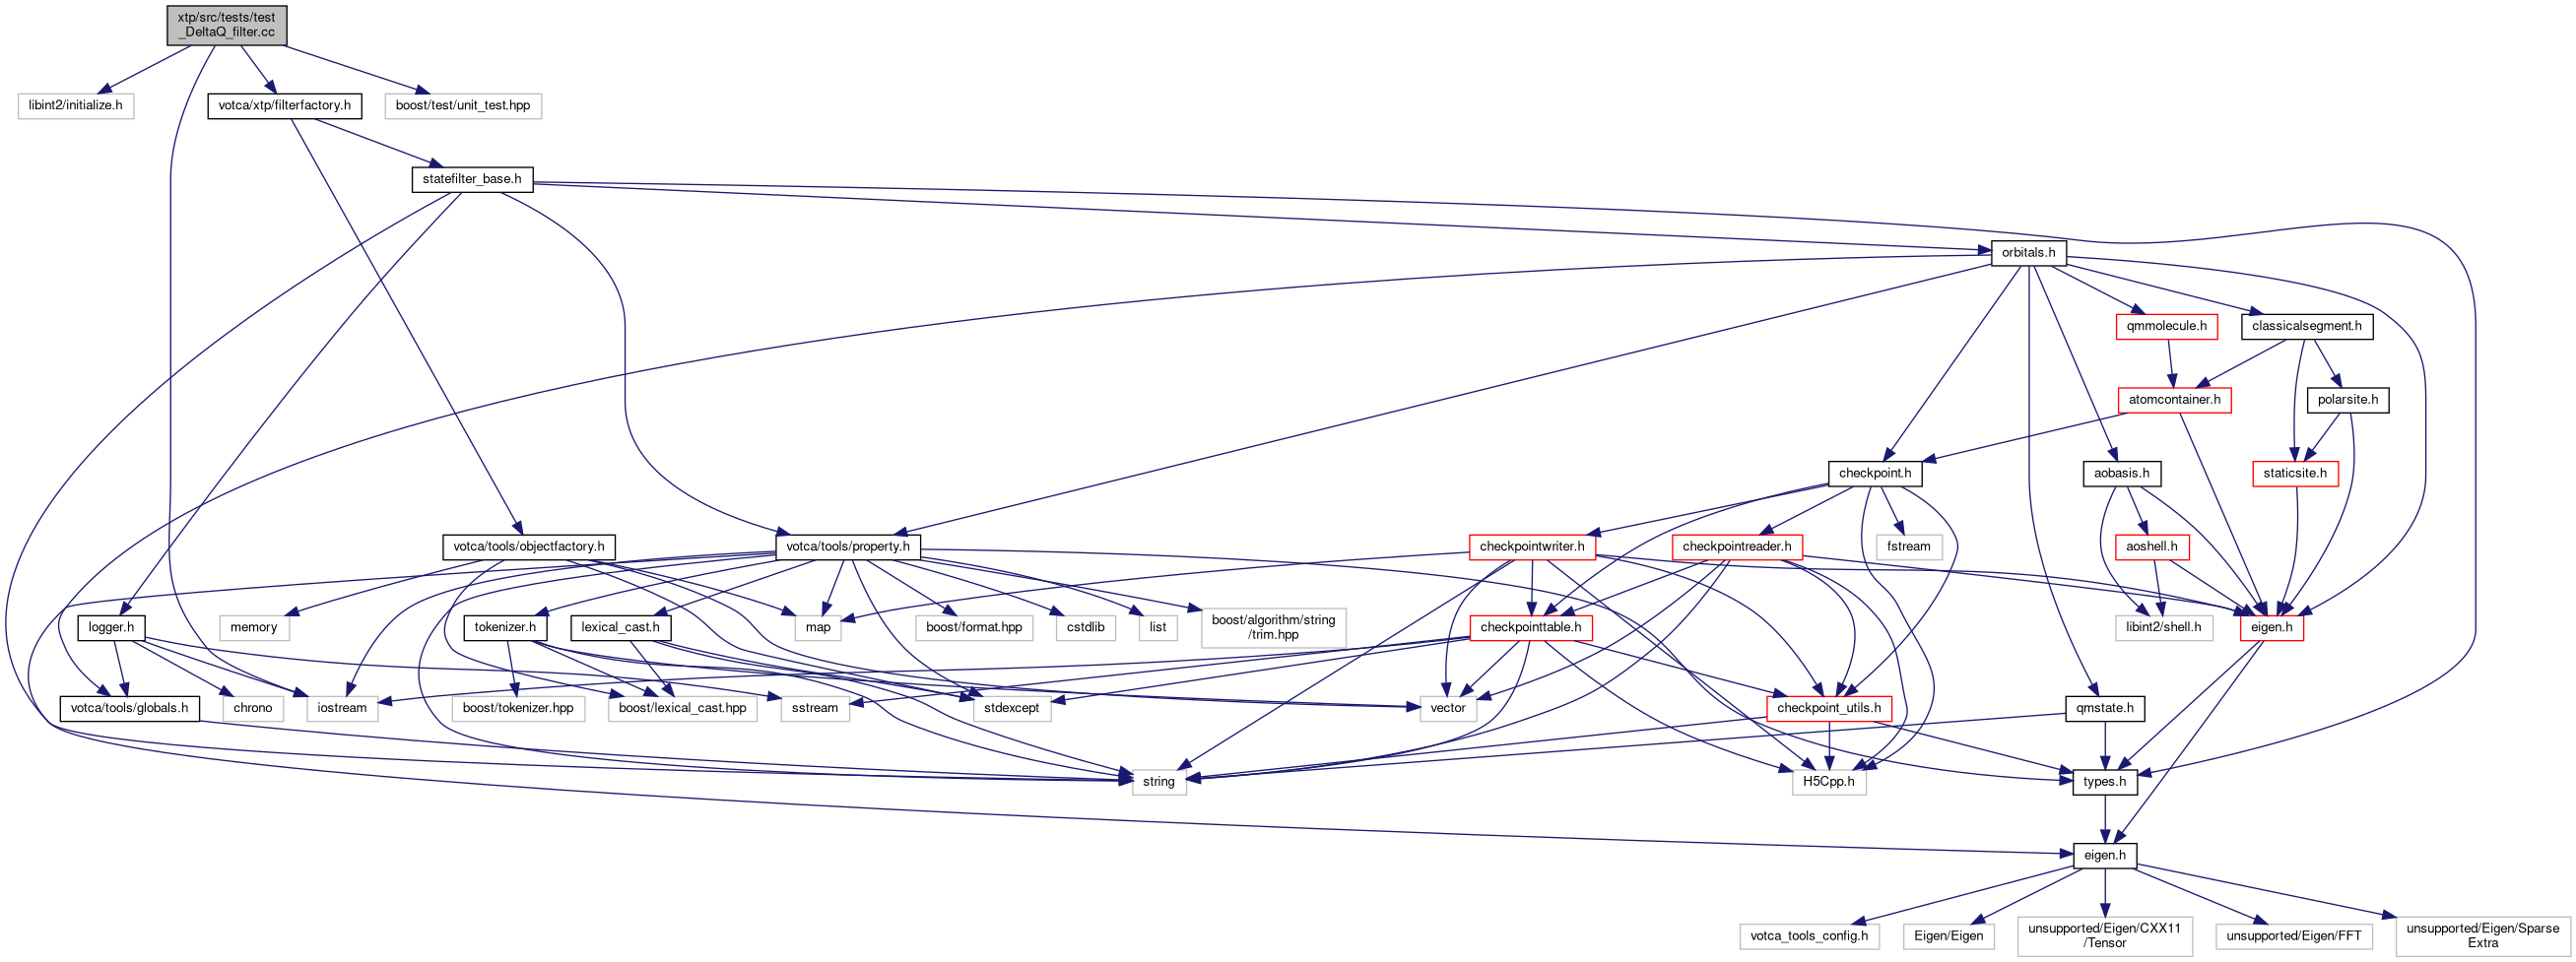 xtp/src/tests/test
_DeltaQ_filter.cc
libint2/initialize.h
votca/xtp/filterfactory.h
boost/test/unit_test.hpp
statefilter_base.h
orbitals.h
qmmolecule.h
classicalsegment.h
atomcontainer.h
polarsite.h
checkpoint.h
aobasis.h
staticsite.h
votca/tools/objectfactory.h
votca/tools/property.h
checkpointwriter.h
checkpointreader.h
fstream
aoshell.h
logger.h
memory
tokenizer.h
lexical_cast.h
map
boost/format.hpp
cstdlib
list
boost/algorithm/string
/trim.hpp
checkpointtable.h
libint2/shell.h
eigen.h
votca/tools/globals.h
chrono
iostream
boost/tokenizer.hpp
boost/lexical_cast.hpp
sstream
stdexcept
vector
checkpoint_utils.h
qmstate.h
string
H5Cpp.h
types.h
eigen.h
votca_tools_config.h
Eigen/Eigen
unsupported/Eigen/CXX11
/Tensor
unsupported/Eigen/FFT
unsupported/Eigen/Sparse
Extra